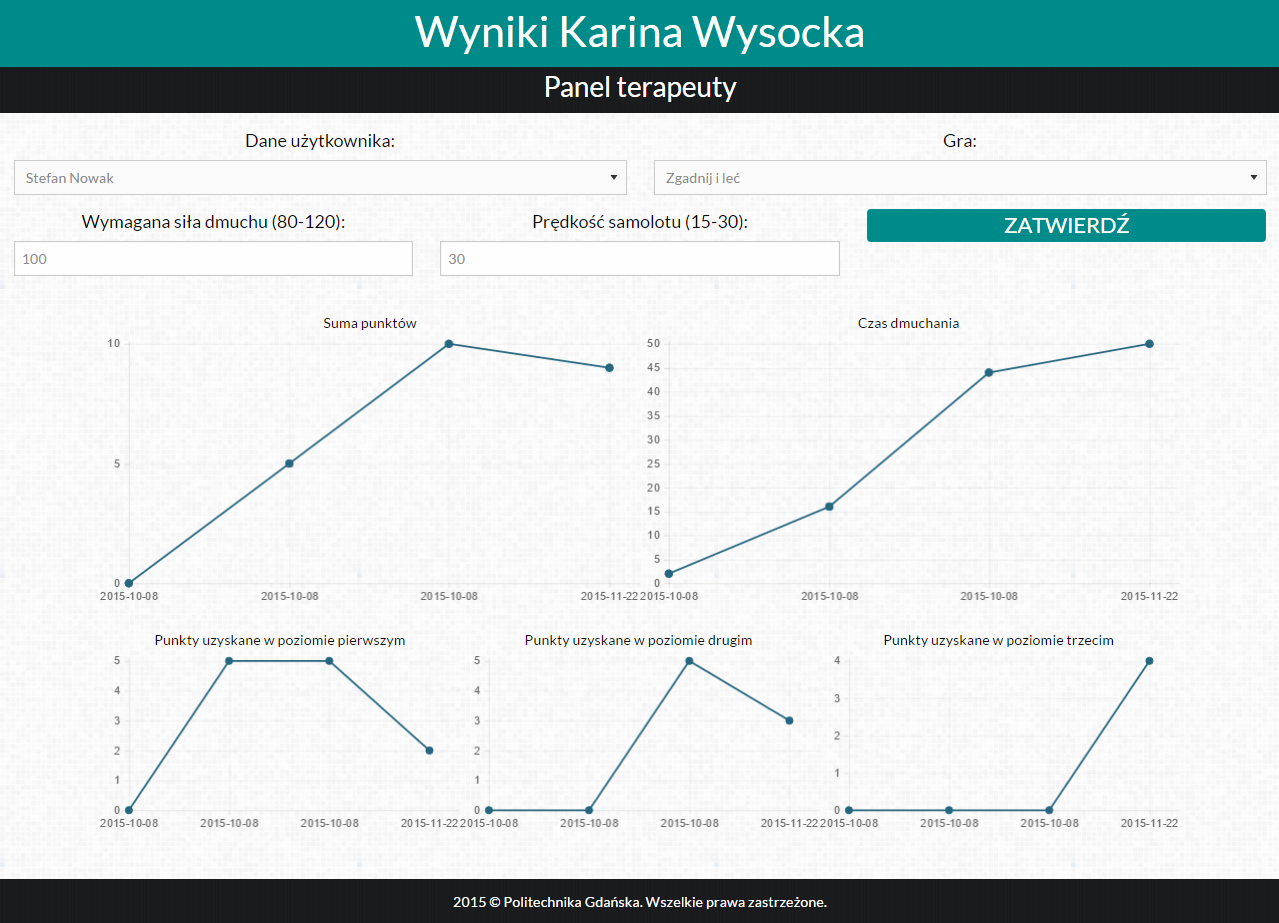 Wyniki Karina Wysocka
Panel terapeuty
Dane użytkownika: Gra:
Stefan Nowak Zgadnij i leć
Wymagana siła dmuchu (80-120): Prędkość samolotu (15-30): ZATWIERDŹ
100 30
Suma punktów
10
5
0
2015-10-08 2015-10-08 2015-10-08 2015-11-22
Czas dmuchania
50
45
40
35
30
25
20
15
10
5
0
2015-10-08 2015-10-08 2015-10-08 2015-11-22
Punkty uzyskane w poziomie pierwszym
5
4
3
2
1
0
2015-10-08 2015-10-08 2015-10-08 2015-11-22
Punkty uzyskane w poziomie drugim
5
4
3
2
1
0
2015-10-08 2015-10-08 2015-10-08 2015-11-22
Punkty uzyskane w poziomie trzecim
4
3
2
1
0
2015-10-08 2015-10-08 2015-10-08 2015-11-22
2015 © Politechnika Gdańska. Wszelkie prawa zastrzeżone.